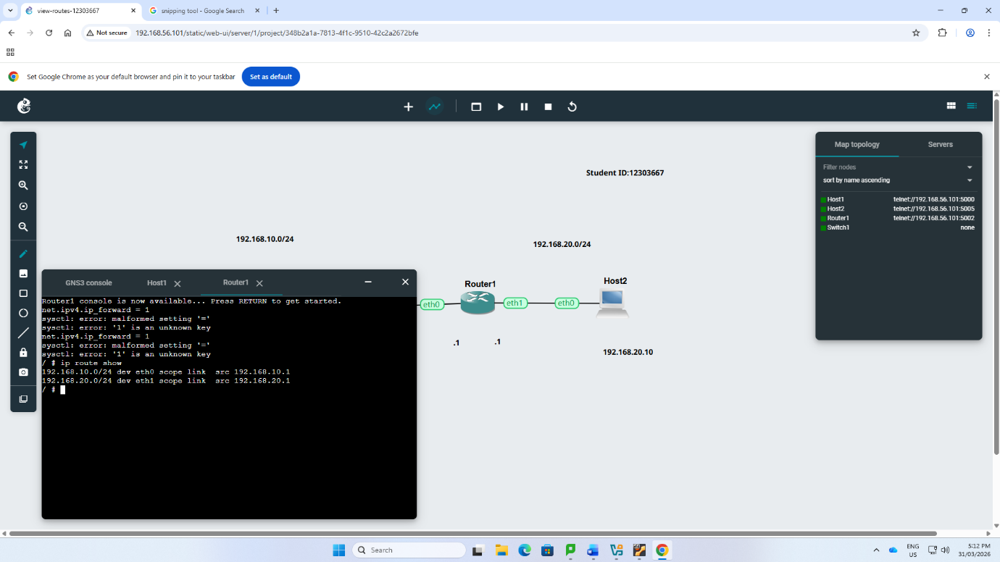 view-routes-12303667
snipping tool - Google Search
Not secure
192.168.56.101/static/web-ui/server/1/project/348b2a1a-7813-4f1c-9510-42c2a2672bfe
Set Google Chrome as your default browser and pin it to your taskbar
Set as default
Map topology
Servers
Filter nodes
sort by name ascending
Host1 telnet://192.168.56.101:5000
Host2 telnet://192.168.56.101:5005
Router1 telnet://192.168.56.101:5002
Switch1 none
Student ID:12303667
192.168.10.0/24
192.168.20.0/24
Router1
Host2
eth0
eth1
eth0
.1
.1
192.168.20.10
GNS3 console
Host1
Router1
Router1 console is now available... Press RETURN to get started.
net.ipv4.ip_forward = 1
sysctl: error: malformed setting '='
sysctl: error: '1' is an unknown key
net.ipv4.ip_forward = 1
sysctl: error: malformed setting '='
sysctl: error: '1' is an unknown key
/ # ip route show
192.168.10.0/24 dev eth0 scope link  src 192.168.10.1
192.168.20.0/24 dev eth1 scope link  src 192.168.20.1
/ #
Search
ENG
US
5:12 PM
31/03/2026